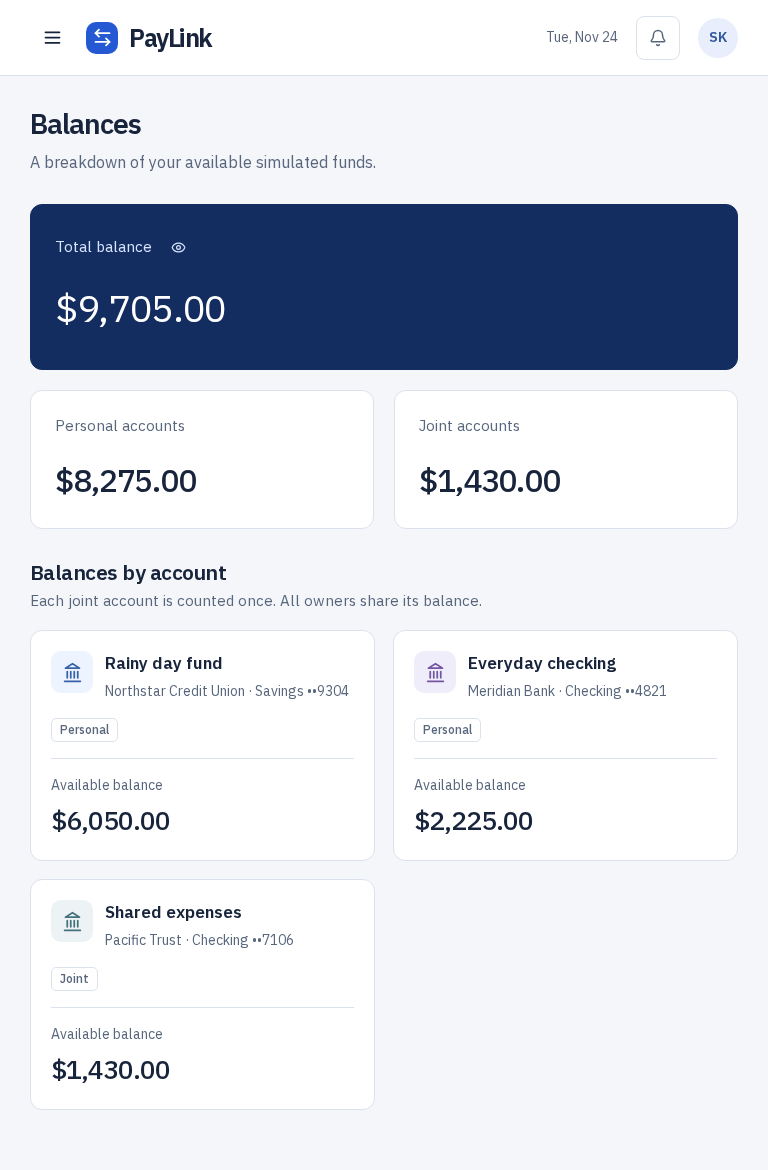 PayLink
Tue, Nov 24
SK
Balances
A breakdown of your available simulated funds.
Total balance
$9,705.00
Personal accounts
$8,275.00
Joint accounts
$1,430.00
Balances by account
Each joint account is counted once. All owners share its balance.
Rainy day fund
Northstar Credit Union · Savings ••9304
Personal
Available balance
$6,050.00
Everyday checking
Meridian Bank · Checking ••4821
Personal
Available balance
$2,225.00
Shared expenses
Pacific Trust · Checking ••7106
Joint
Available balance
$1,430.00